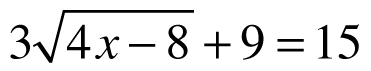 3√(4x − 8) + 9 = 15